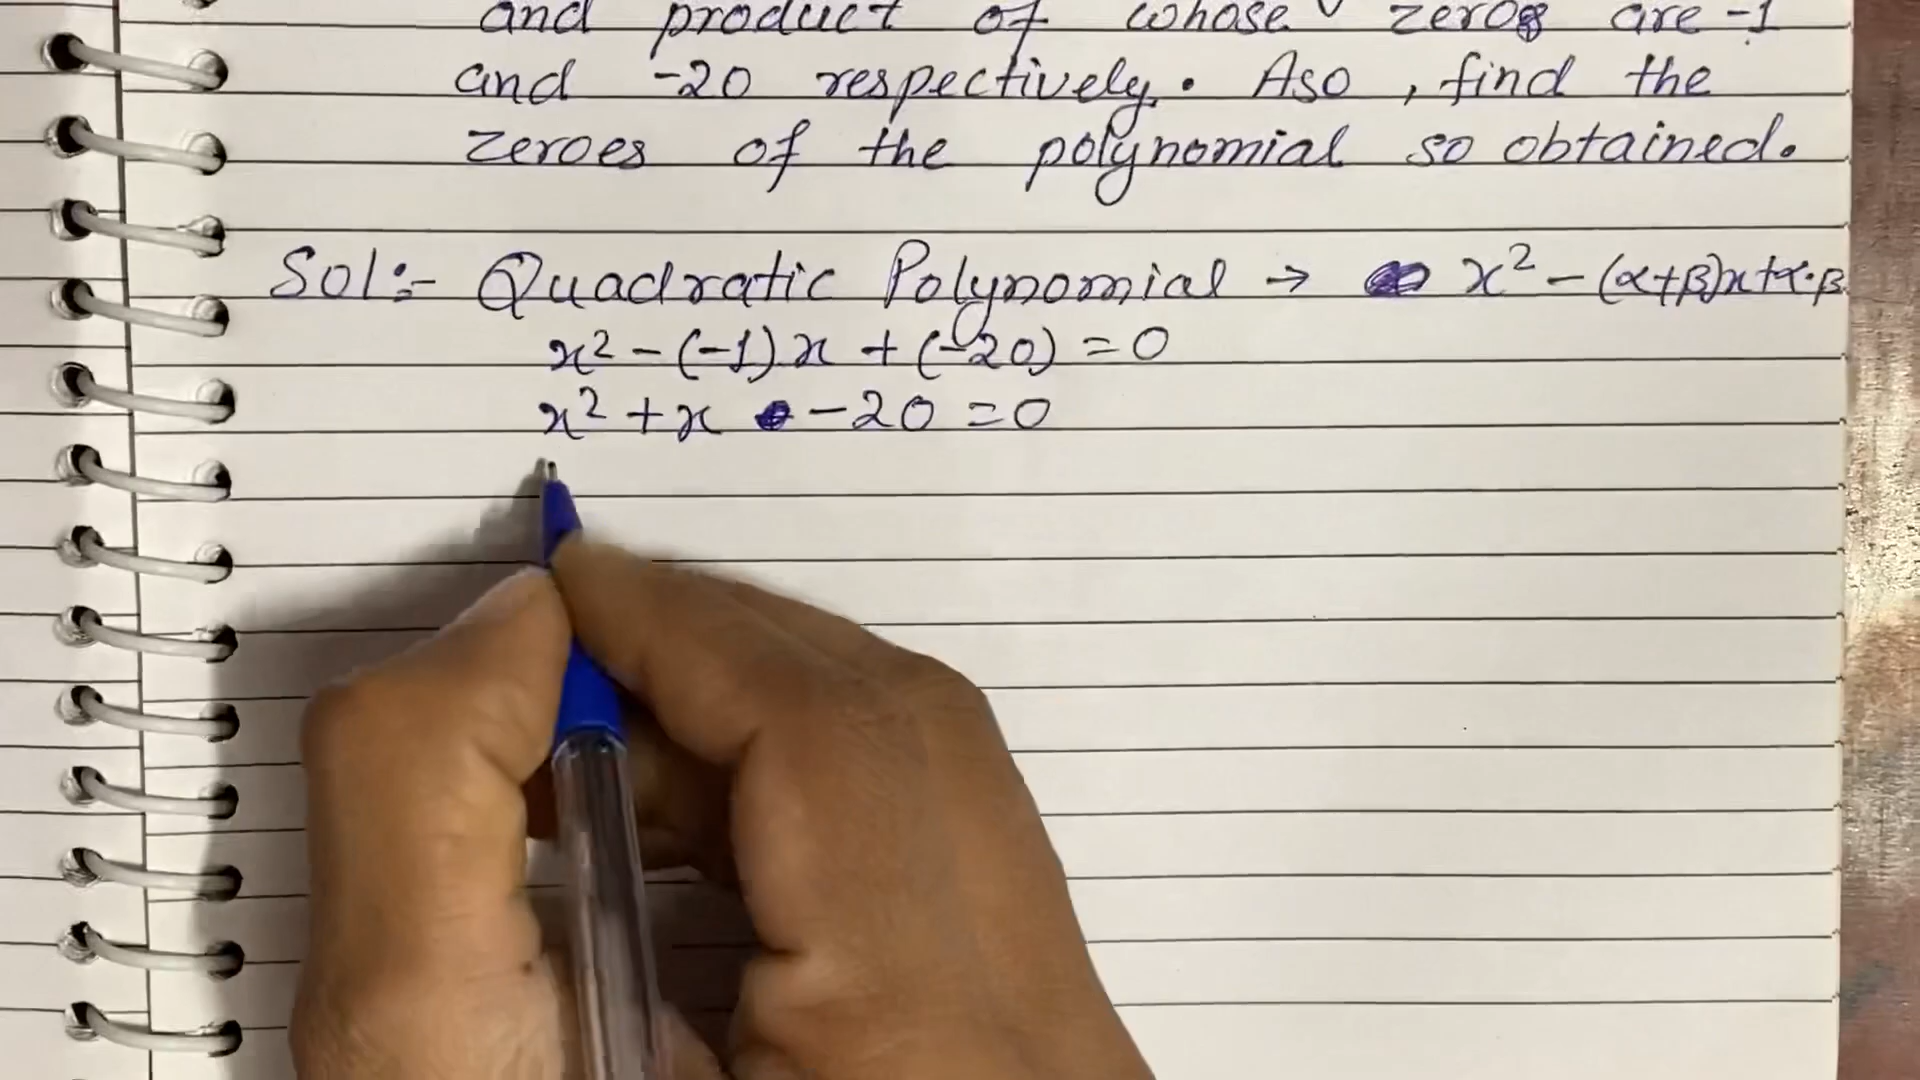 and product of whose zeros are -1
and -20 respectively. Aso , find the
zeroes of the polynomial so obtained.
Sol:- Quadratic Polynomial → x² - (α+β)x+α.β
x² - (-1)x + (-20) = 0
x² + x - 20 = 0